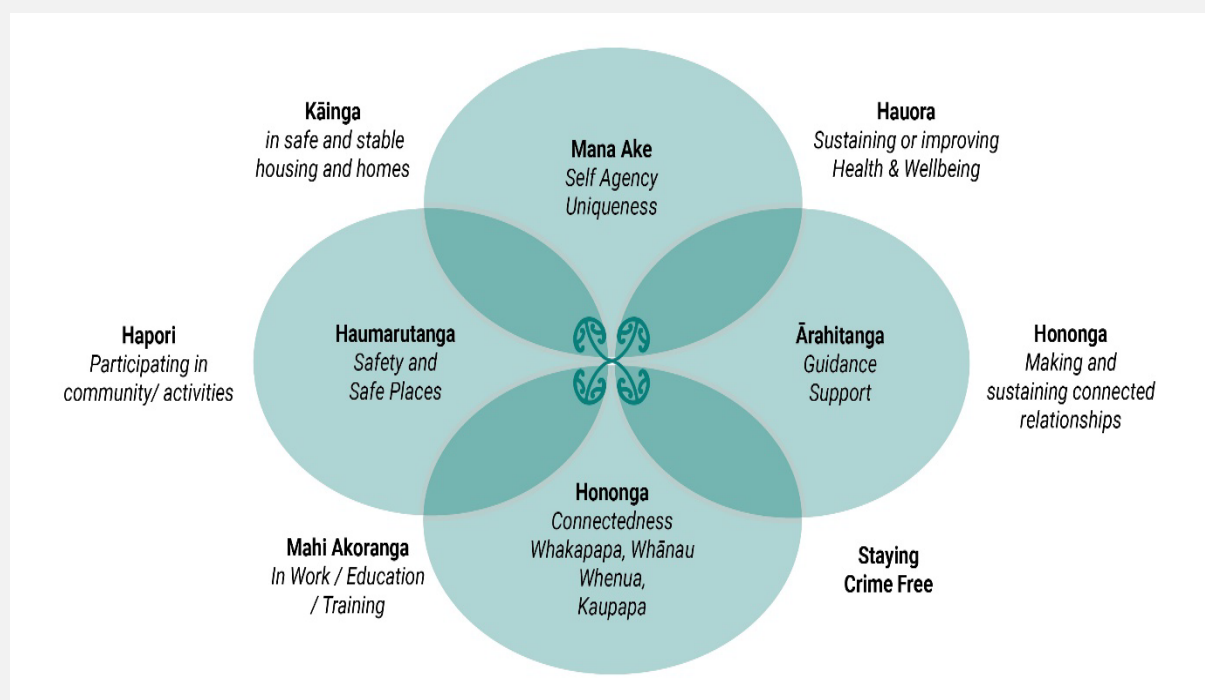 Kāinga
in safe and stable
housing and homes
Mana Ake
Self Agency
Uniqueness
Hauora
Sustaining or improving
Health & Wellbeing
Hapori
Participating in
community/ activities
Haumarutanga
Safety and
Safe Places
Ārahitanga
Guidance
Support
Hononga
Making and
sustaining connected
relationships
Mahi Akoranga
In Work / Education
/ Training
Hononga
Connectedness
Whakapapa, Whānau
Whenua,
Kaupapa
Staying
Crime Free